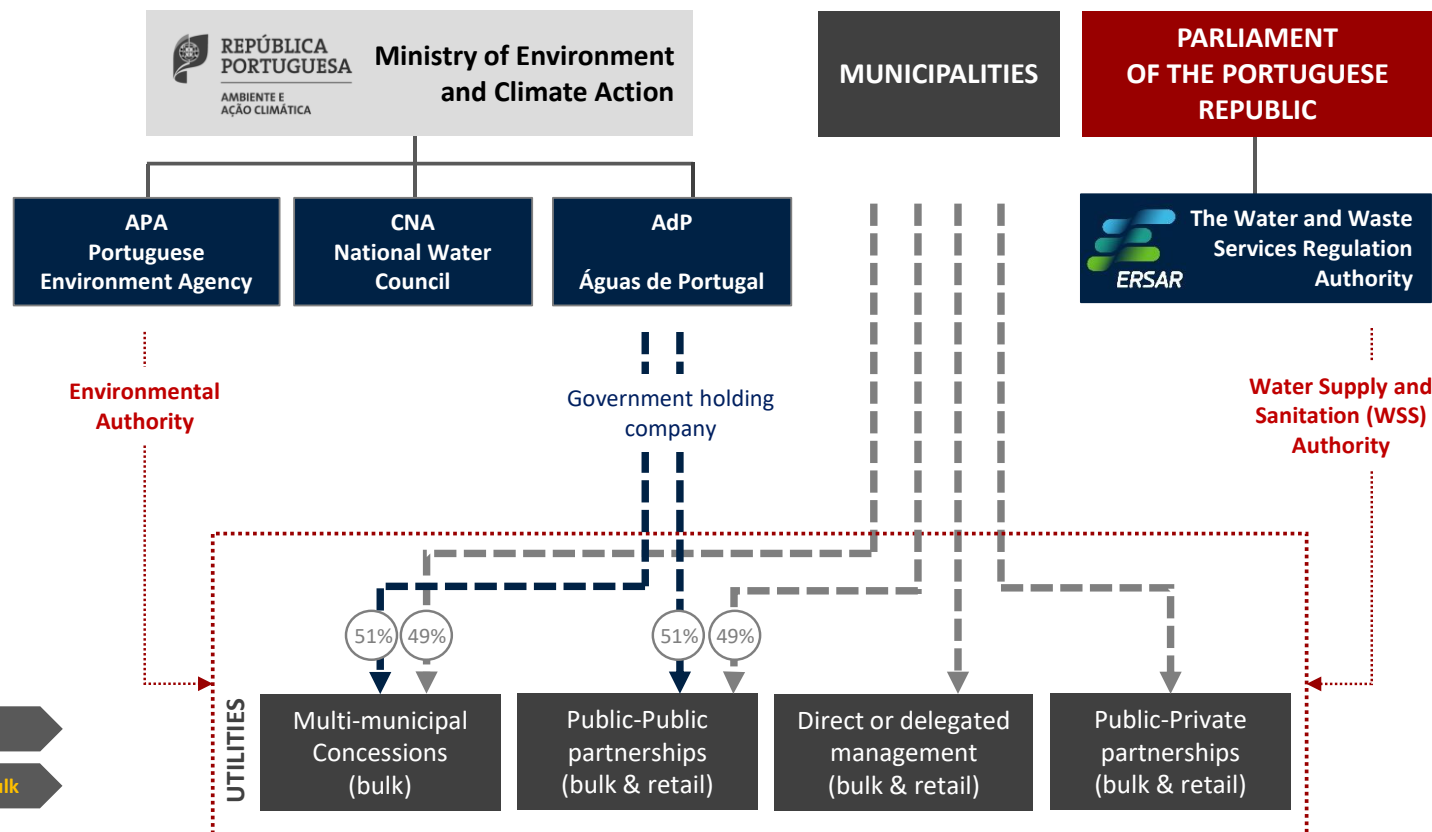 REPÚBLICA
PORTUGUESA
AMBIENTE E
AÇÃO CLIMÁTICA
Ministry of Environment
and Climate Action
MUNICIPALITIES
PARLIAMENT
OF THE PORTUGUESE
REPUBLIC
APA
Portuguese
Environment Agency
CNA
National Water
Council
AdP
Águas de Portugal
ERSAR
The Water and Waste
Services Regulation
Authority
Environmental
Authority
Government holding
company
Water Supply and
Sanitation (WSS)
Authority
51%
49%
51%
49%
UTILITIES
Multi-municipal
Concessions
(bulk)
Public-Public
partnerships
(bulk & retail)
Direct or delegated
management
(bulk & retail)
Public-Private
partnerships
(bulk & retail)